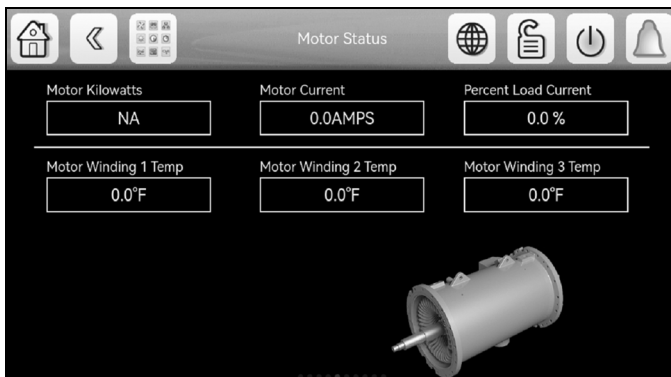 Motor Status
Motor Kilowatts Motor Current Percent Load Current
NA 0.0AMPS 0.0 %
Motor Winding 1 Temp Motor Winding 2 Temp Motor Winding 3 Temp
0.0°F 0.0°F 0.0°F